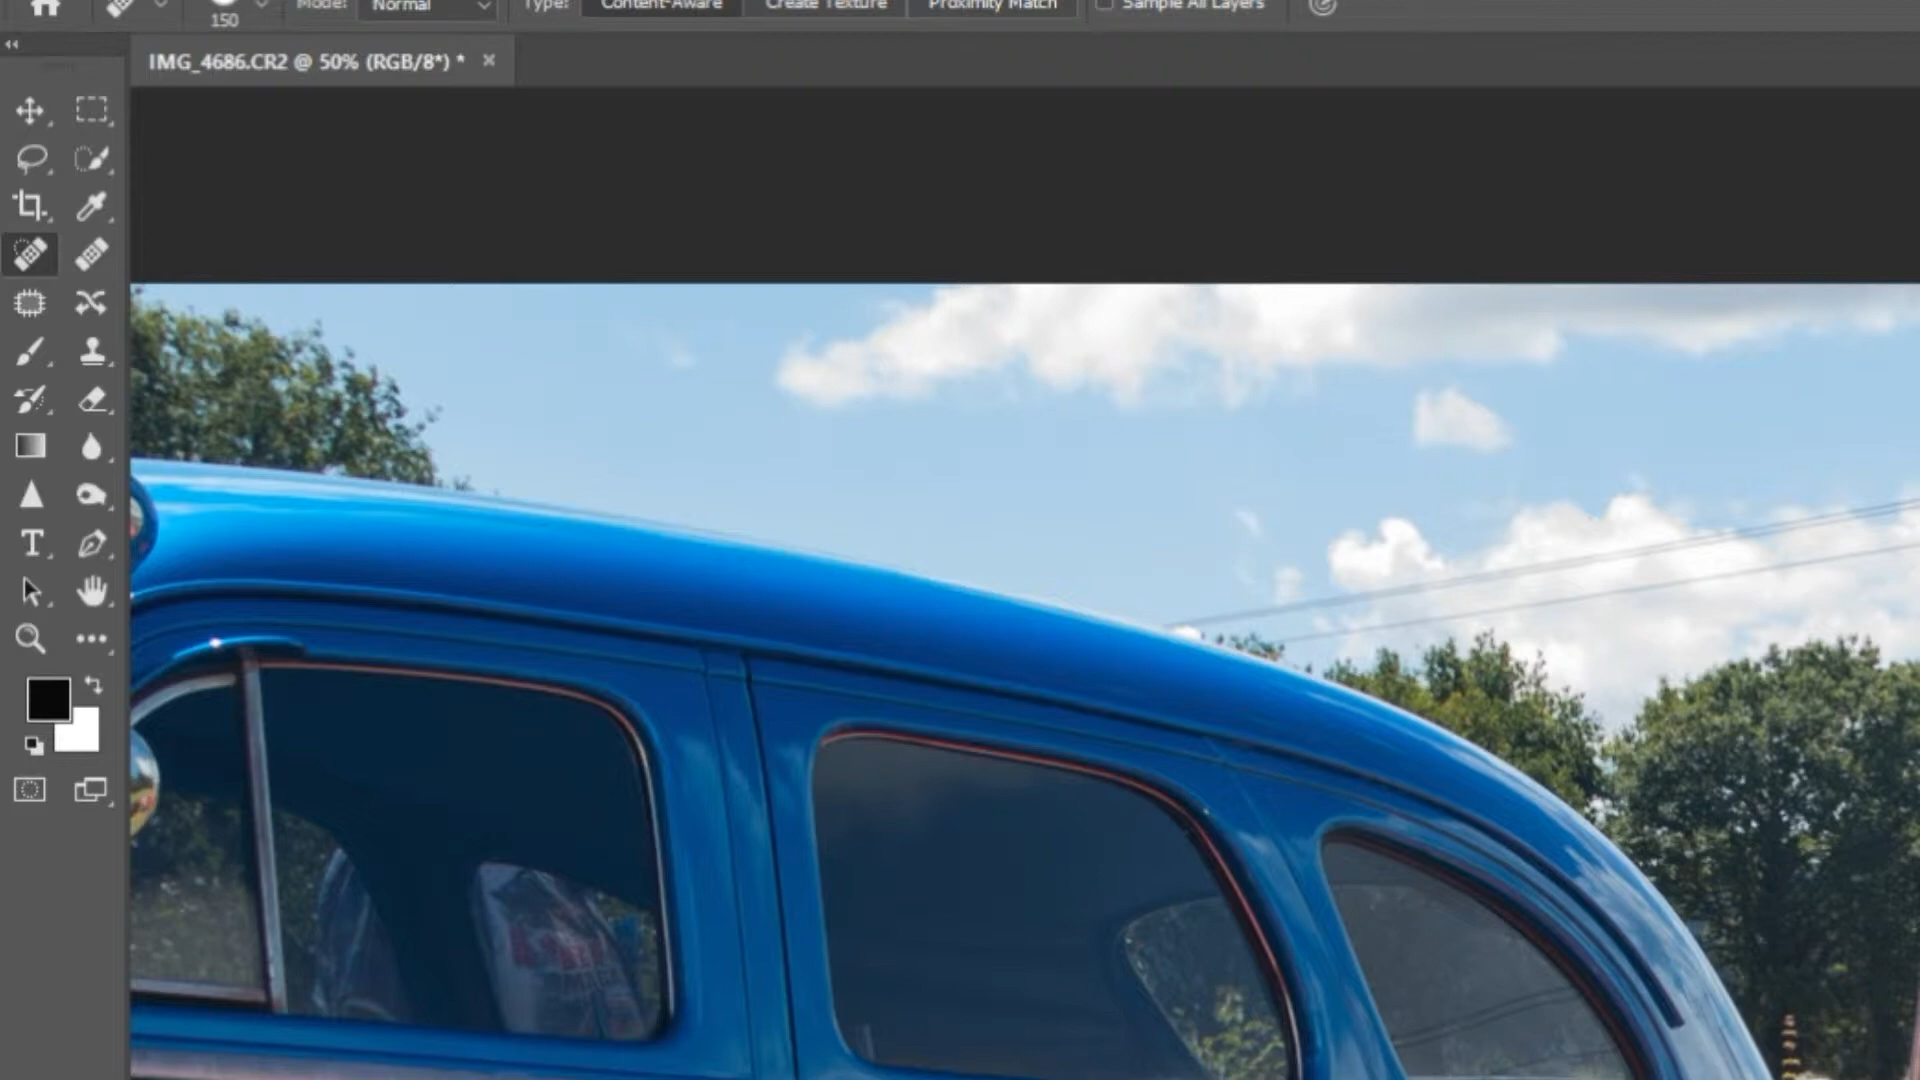 Mode: Normal Type: Content-Aware Create Texture Proximity Match Sample All Layers
150
IMG_4686.CR2 @ 50% (RGB/8*) * ×